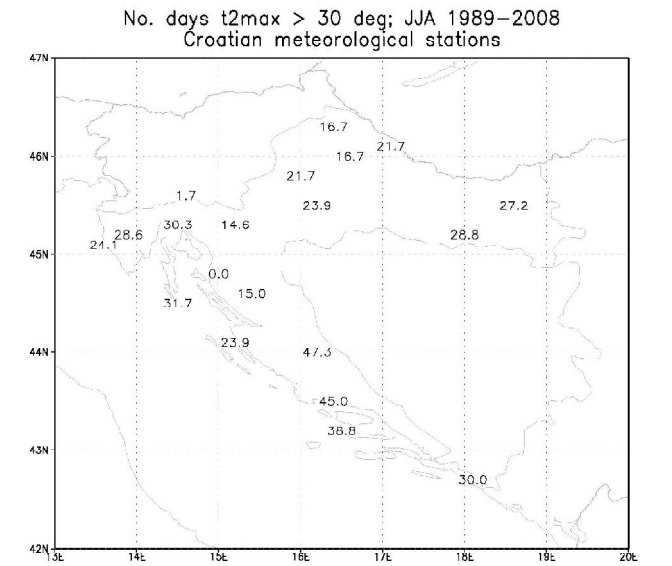 No. days t2max > 30 deg; JJA 1989-2008
Croatian meteorological stations
47N
16.7
46N
21.7
16.7
21.7
1.7
27.2
23.9
30.3
14.6
28.6
28.8
24.1
45N
0.0
15.0
31.7
23.9
44N
47.3
45.0
38.8
43N
30.0
42N
13E 14E 15E 16E 17E 18E 19E 20E